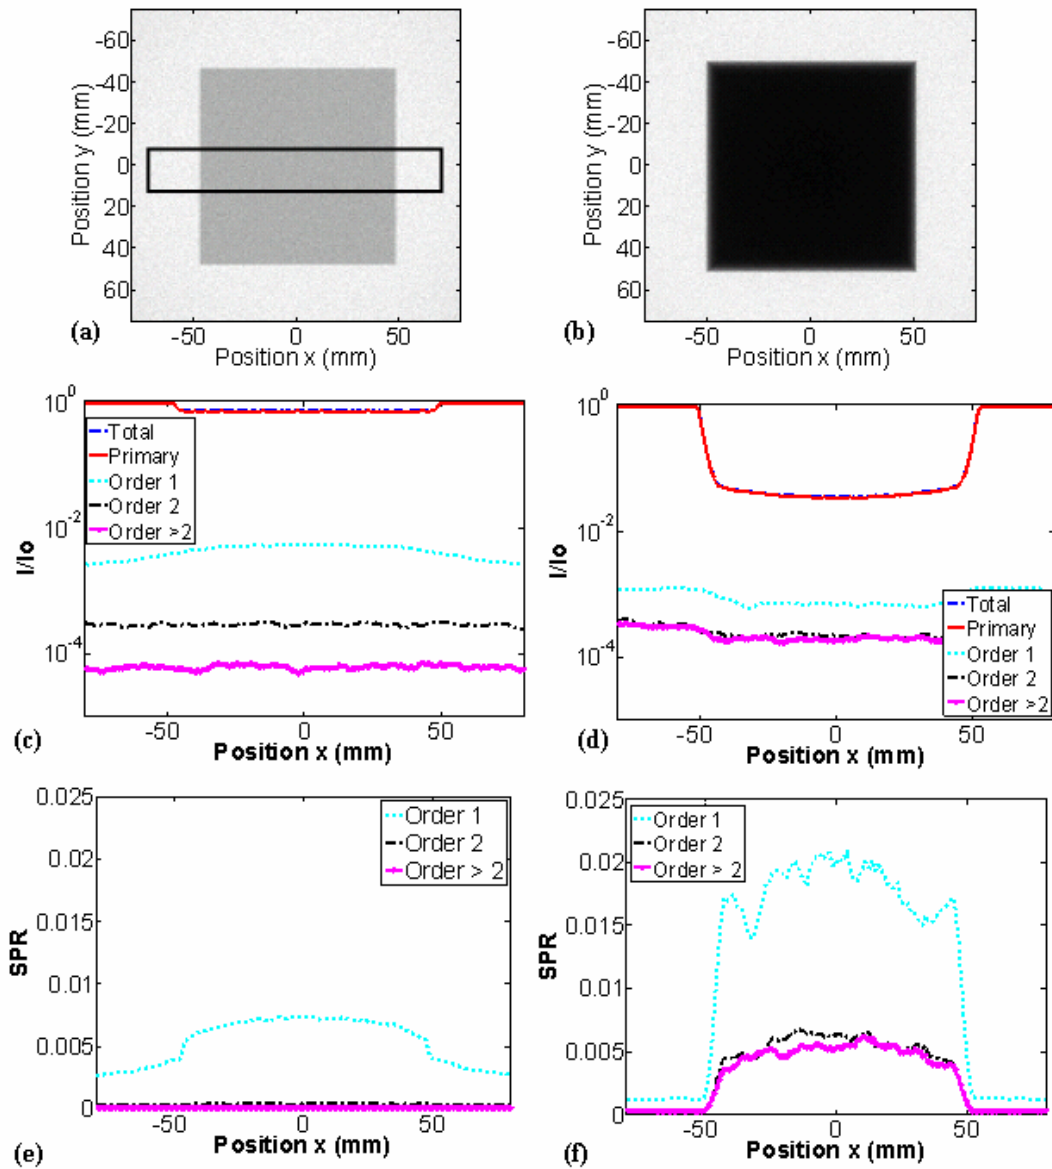 -60
-40
-20
0
20
40
60
Position y (mm)
-50
0
50
Position x (mm)
(a)
-60
-40
-20
0
20
40
60
Position y (mm)
-50
0
50
Position x (mm)
(b)
10^0
10^-2
10^-4
I/Io
Total
Primary
Order 1
Order 2
Order >2
-50
0
50
Position x (mm)
(c)
10^0
10^-2
10^-4
I/Io
Total
Primary
Order 1
Order 2
Order >2
-50
0
50
Position x (mm)
(d)
0.025
0.02
0.015
0.01
0.005
0
SPR
Order 1
Order 2
Order > 2
-50
0
50
Position x (mm)
(e)
0.025
0.02
0.015
0.01
0.005
0
SPR
Order 1
Order 2
Order > 2
-50
0
50
Position x (mm)
(f)